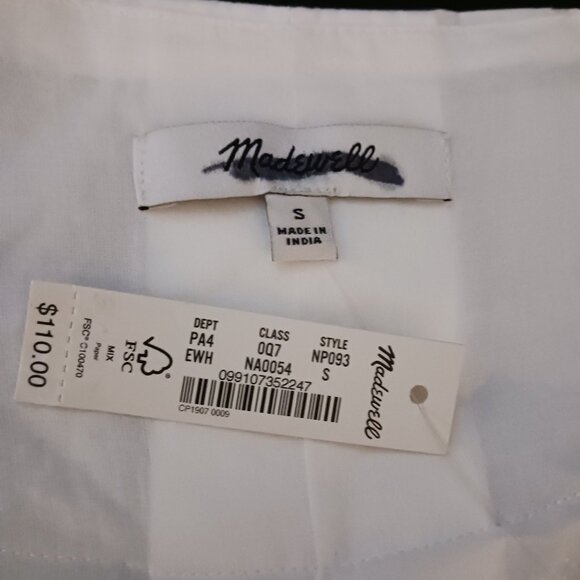 Madewell
S
MADE IN
INDIA
$110.00
FSC® C100470
Paper
MIX
FSC
DEPT CLASS STYLE
PA4 0Q7 NP093
EWH NA0054 S
099107352247
CP1907 0009
Madewell